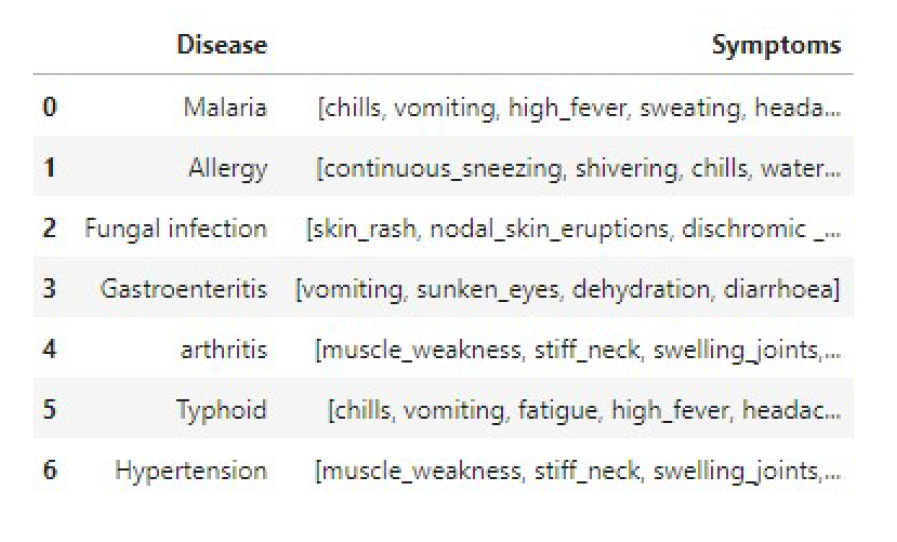 Disease Symptoms
0 Malaria [chills, vomiting, high_fever, sweating, heada...
1 Allergy [continuous_sneezing, shivering, chills, water...
2 Fungal infection [skin_rash, nodal_skin_eruptions, dischromic _...
3 Gastroenteritis [vomiting, sunken_eyes, dehydration, diarrhoea]
4 arthritis [muscle_weakness, stiff_neck, swelling_joints,...
5 Typhoid [chills, vomiting, fatigue, high_fever, headac...
6 Hypertension [muscle_weakness, stiff_neck, swelling_joints,...